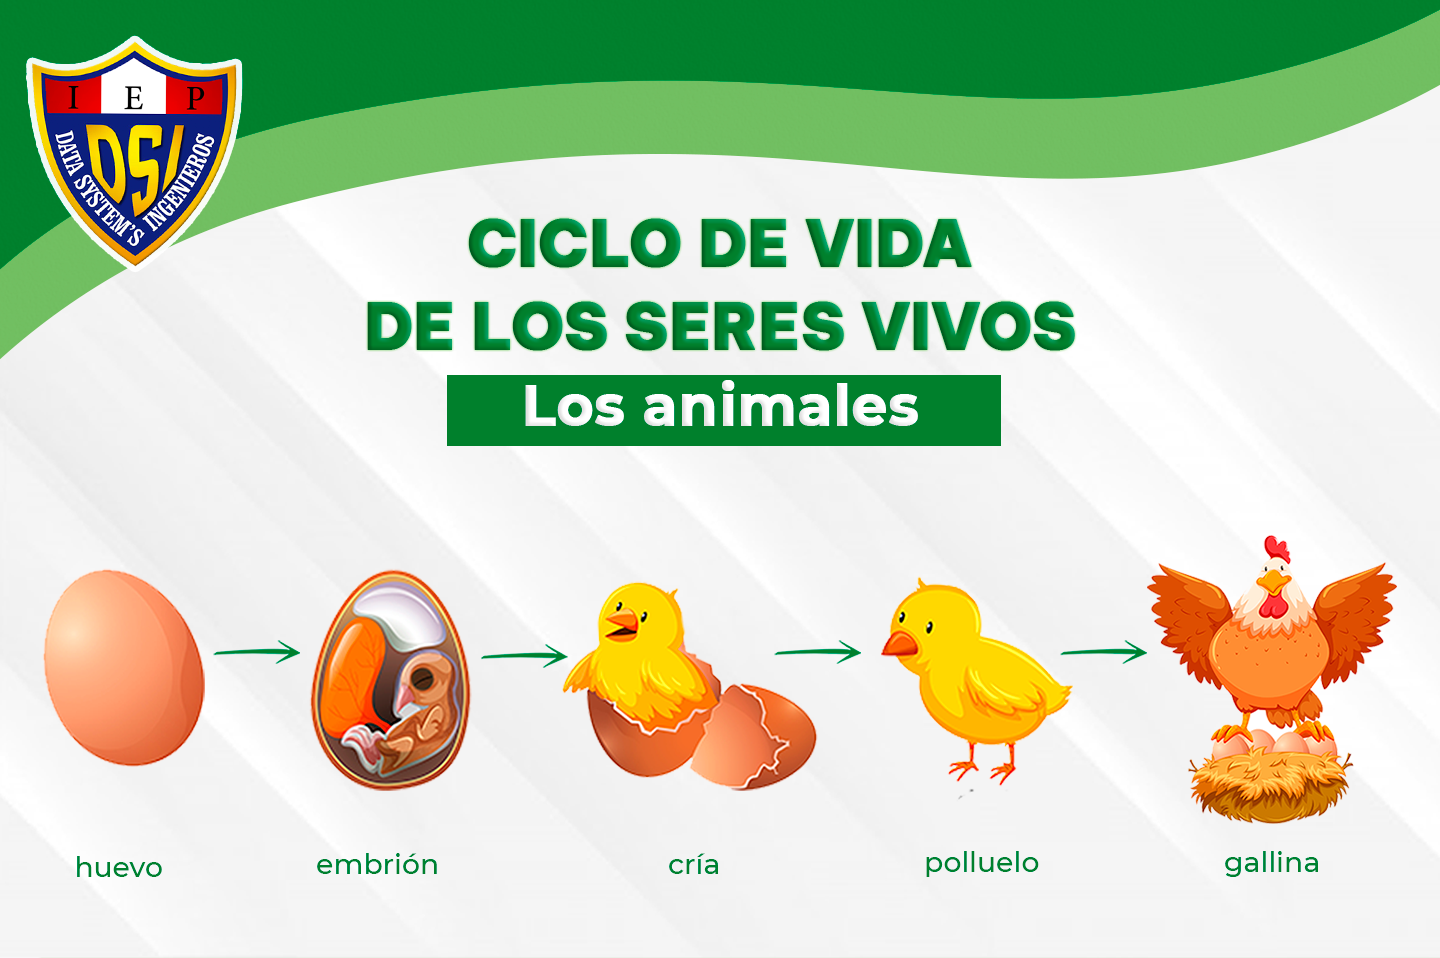 I E P
DSI
DATA SYSTEM'S INGENIEROS
CICLO DE VIDA
DE LOS SERES VIVOS
Los animales
huevo
embrión
cría
polluelo
gallina